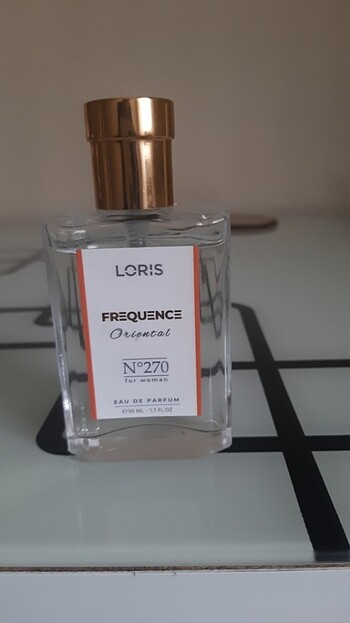 LORIS
FREQUENCE
Oriental
N°270
for woman
EAU DE PARFUM
℮50 ML - 1.7 FL.OZ